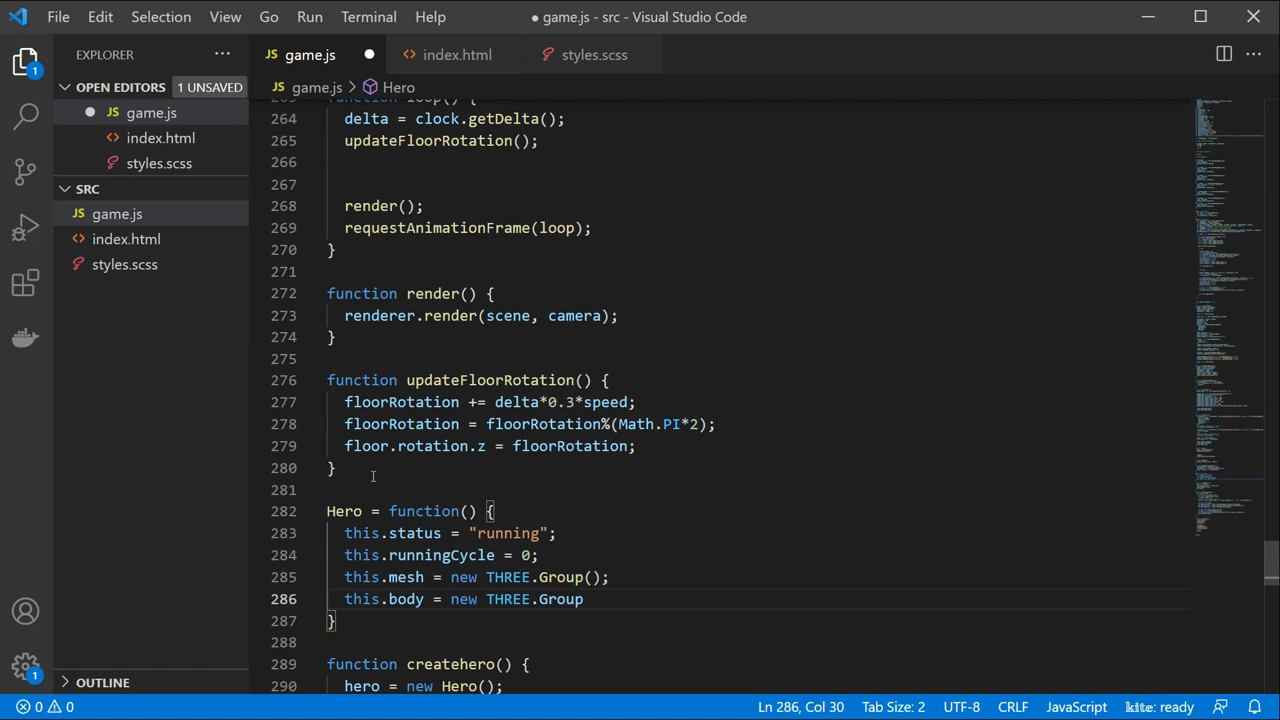 File Edit Selection View Go Run Terminal Help
● game.js - src - Visual Studio Code
EXPLORER ···
JS game.js ●
<> index.html
styles.scss
···
1
OPEN EDITORS 1 UNSAVED
JS game.js > Hero
● JS game.js
<> index.html
styles.scss
SRC
JS game.js
<> index.html
styles.scss
263 function loop() {
264 delta = clock.getDelta();
265 updateFloorRotation();
266
267
268 render();
269 requestAnimationFrame(loop);
270 }
271
272 function render() {
273 renderer.render(scene, camera);
274 }
275
276 function updateFloorRotation() {
277 floorRotation += delta*0.3*speed;
278 floorRotation = floorRotation%(Math.PI*2);
279 floor.rotation.z = floorRotation;
280 }
281
282 Hero = function() {
283 this.status = "running";
284 this.runningCycle = 0;
285 this.mesh = new THREE.Group();
286 this.body = new THREE.Group
287 }
288
289 function createhero() {
290 hero = new Hero();
1
OUTLINE
0 0
Ln 286, Col 30 Tab Size: 2 UTF-8 CRLF JavaScript kite: ready